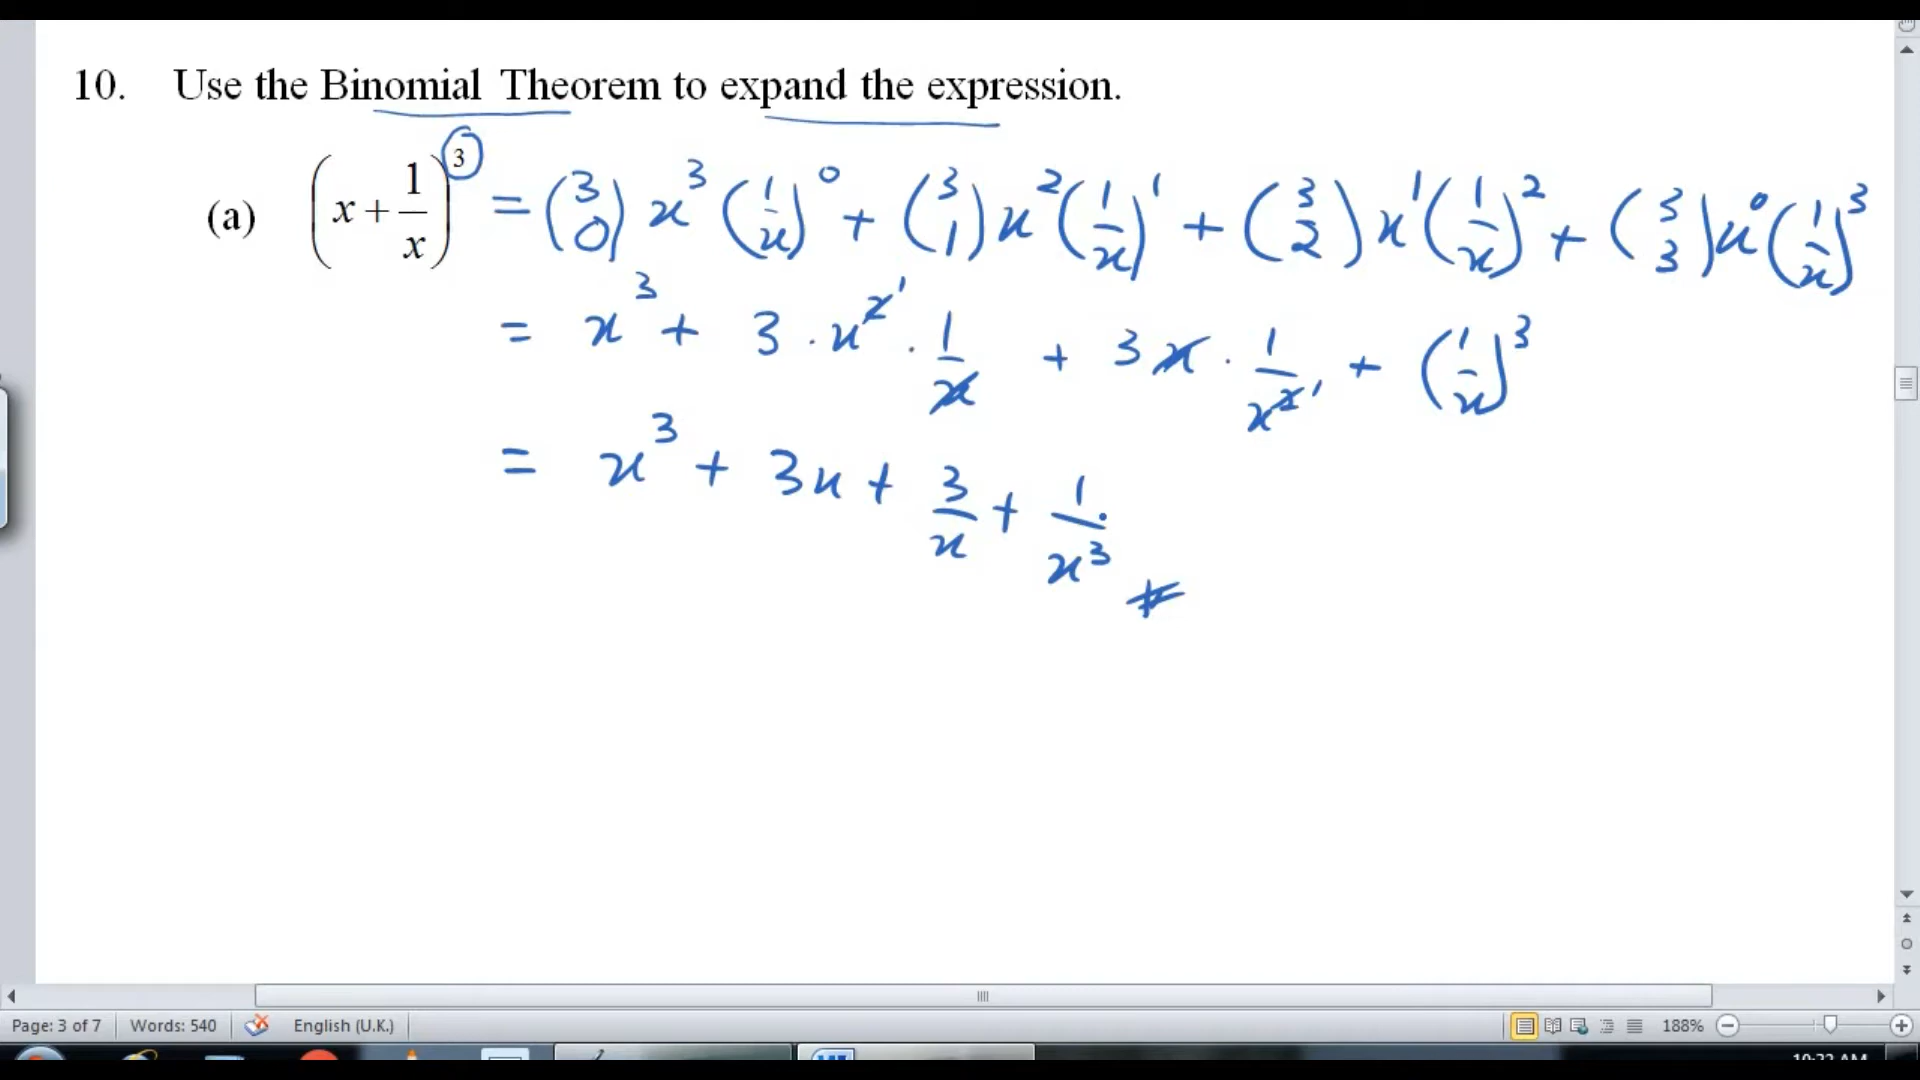 10. Use the Binomial Theorem to expand the expression.
(a) (x + 1/x)^3 = (3 0) x^3 (1/x)^0 + (3 1) x^2 (1/x)^1 + (3 2) x^1 (1/x)^2 + (3 3) x^0 (1/x)^3
= x^3 + 3 · x^2 1 · 1/x + 3x · 1/x^2 1 + (1/x)^3
= x^3 + 3x + 3/x + 1/x^3
Page: 3 of 7 Words: 540 English (U.K.) 188%